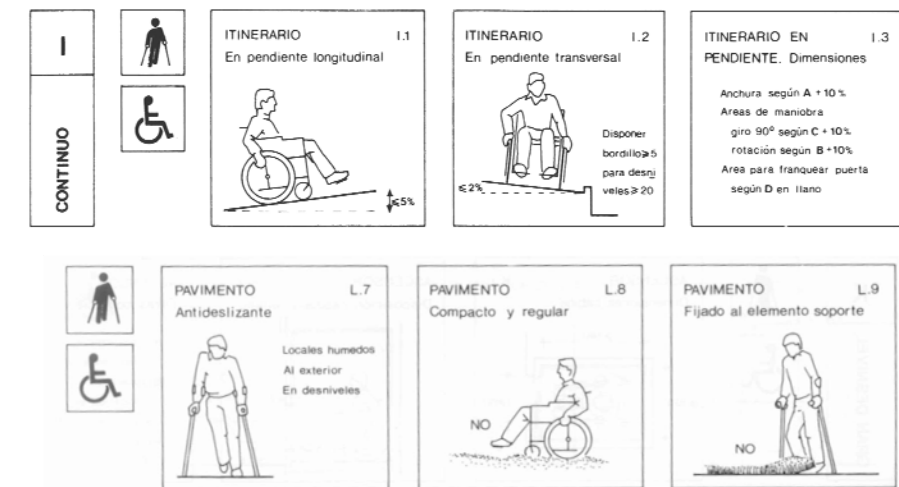 I
CONTINUO
ITINERARIO I.1
En pendiente longitudinal
≤5%
ITINERARIO I.2
En pendiente transversal
Disponer
bordillo≥5
para desni
veles≥20
≤2%
ITINERARIO EN I.3
PENDIENTE. Dimensiones
Anchura según A +10%
Areas de maniobra
giro 90º según C +10%
rotación según B +10%
Area para franquear puerta
según D en llano
PAVIMENTO L.7
Antideslizante
Locales humedos
Al exterior
En desniveles
PAVIMENTO L.8
Compacto y regular
NO
PAVIMENTO L.9
Fijado al elemento soporte
NO